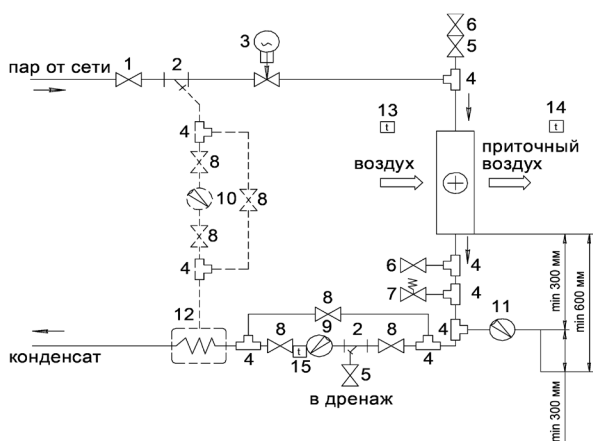 6
5
3
пар от сети
1
2
4
13
t
14
t
4
8
воздух
приточный
воздух
10
8
8
4
6
4
7
4
min 300 мм
min 600 мм
12
8
4
11
конденсат
4
8
9
2
8
4
15
t
5
в дренаж
min 300 мм